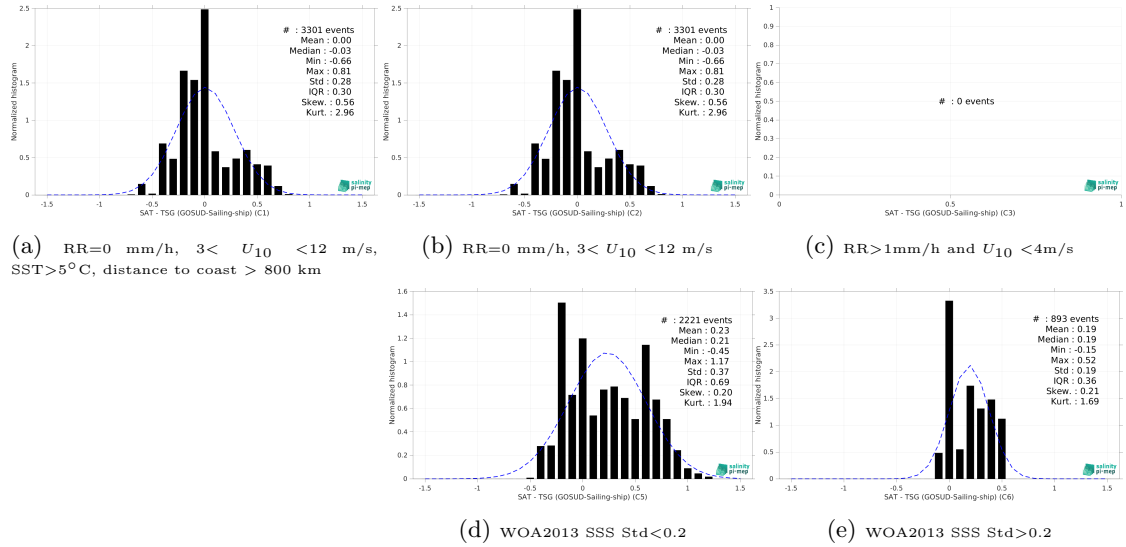 2.5
2
1.5
1
0.5
0
Normalized histogram
# : 3301 events
Mean : 0.00
Median : -0.03
Min : -0.66
Max : 0.81
Std : 0.28
IQR : 0.30
Skew. : 0.56
Kurt. : 2.96
salinity
pi-mep
-1.5 -1 -0.5 0 0.5 1 1.5
SAT - TSG (GOSUD-Sailing-ship) (C1)
(a) RR=0 mm/h, 3< U10 <12 m/s,
SST>5°C, distance to coast > 800 km
2.5
2
1.5
1
0.5
0
Normalized histogram
# : 3301 events
Mean : 0.00
Median : -0.03
Min : -0.66
Max : 0.81
Std : 0.28
IQR : 0.30
Skew. : 0.56
Kurt. : 2.96
salinity
pi-mep
-1.5 -1 -0.5 0 0.5 1 1.5
SAT - TSG (GOSUD-Sailing-ship) (C2)
(b) RR=0 mm/h, 3< U10 <12 m/s
1
0.9
0.8
0.7
0.6
0.5
0.4
0.3
0.2
0.1
0
Normalized histogram
# : 0 events
salinity
pi-mep
0 0.5 1
SAT - TSG (GOSUD-Sailing-ship) (C3)
(c) RR>1mm/h and U10 <4m/s
1.6
1.4
1.2
1
0.8
0.6
0.4
0.2
0
Normalized histogram
# : 2221 events
Mean : 0.23
Median : 0.21
Min : -0.45
Max : 1.17
Std : 0.37
IQR : 0.69
Skew. : 0.20
Kurt. : 1.94
salinity
pi-mep
-1.5 -1 -0.5 0 0.5 1 1.5
SAT - TSG (GOSUD-Sailing-ship) (C5)
(d) WOA2013 SSS Std<0.2
3.5
3
2.5
2
1.5
1
0.5
0
Normalized histogram
# : 893 events
Mean : 0.19
Median : 0.19
Min : -0.15
Max : 0.52
Std : 0.19
IQR : 0.36
Skew. : 0.21
Kurt. : 1.69
salinity
pi-mep
-1.5 -1 -0.5 0 0.5 1 1.5
SAT - TSG (GOSUD-Sailing-ship) (C6)
(e) WOA2013 SSS Std>0.2